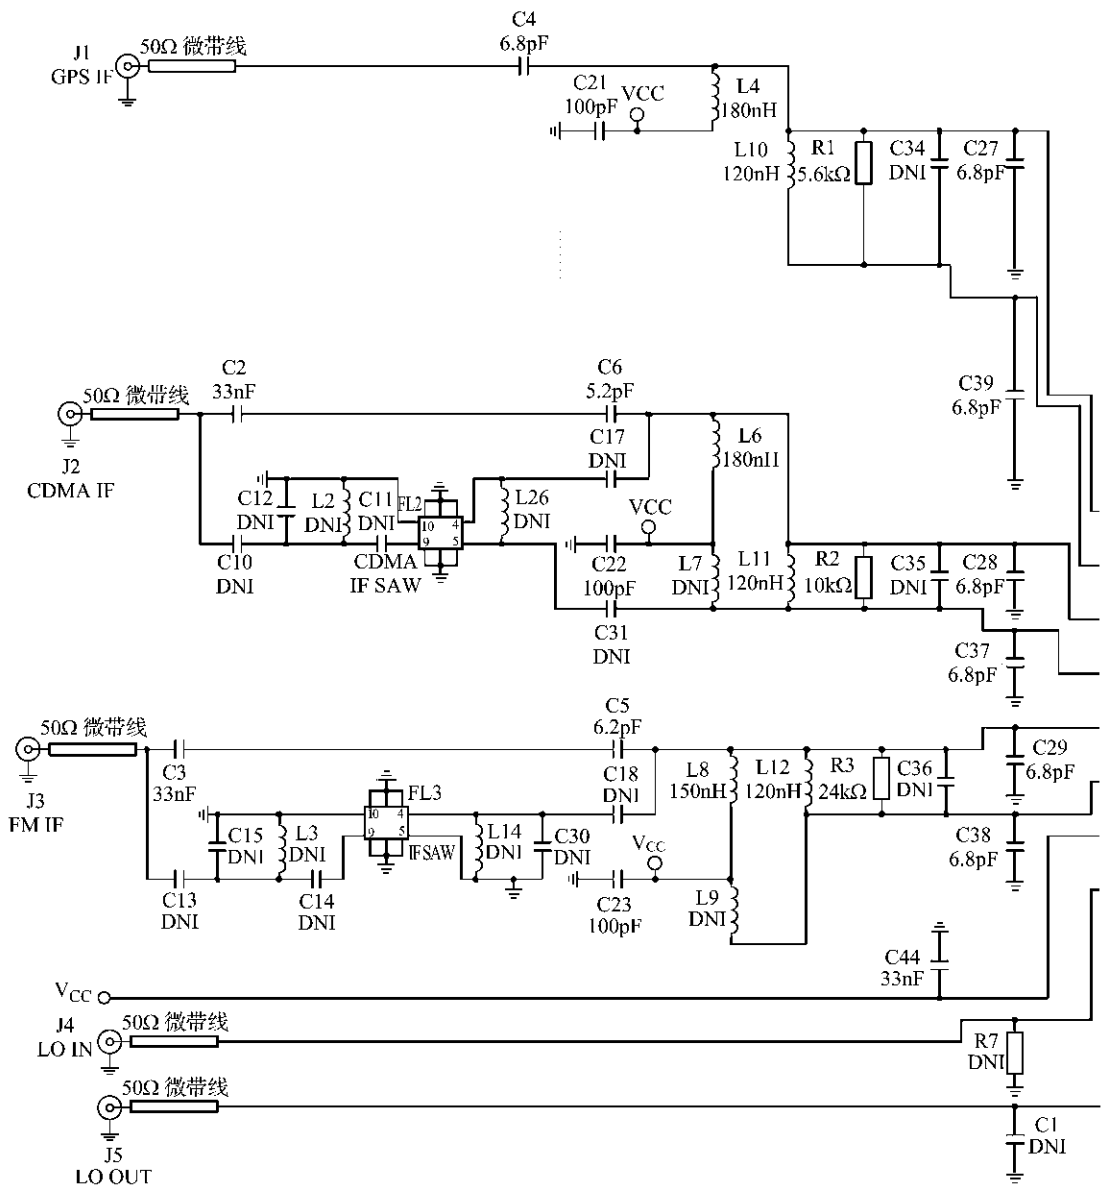 C4
6.8pF
50Ω 微带线
J1
GPS IF
C21
100pF
VCC
L4
180nH
L10
120nH
R1
5.6kΩ
C34
DNI
C27
6.8pF
C2
33nF
C6
5.2pF
50Ω 微带线
C39
6.8pF
J2
CDMA IF
C17
DNI
L6
180nH
C12
DNI
L2
DNI
C11
DNI
FL2
10
4
9
5
L26
DNI
VCC
C10
DNI
CDMA
IF SAW
C22
100pF
L7
DNI
L11
120nH
R2
10kΩ
C35
DNI
C28
6.8pF
C31
DNI
C37
6.8pF
C5
6.2pF
50Ω 微带线
J3
FM IF
C3
33nF
C18
DNI
L8
150nH
L12
120nH
R3
24kΩ
C36
DNI
C29
6.8pF
FL3
10
4
9
5
IF SAW
C15
DNI
L3
DNI
L14
DNI
C30
DNI
VCC
C38
6.8pF
C13
DNI
C14
DNI
C23
100pF
L9
DNI
C44
33nF
VCC
50Ω 微带线
J4
LO IN
R7
DNI
50Ω 微带线
J5
LO OUT
C1
DNI